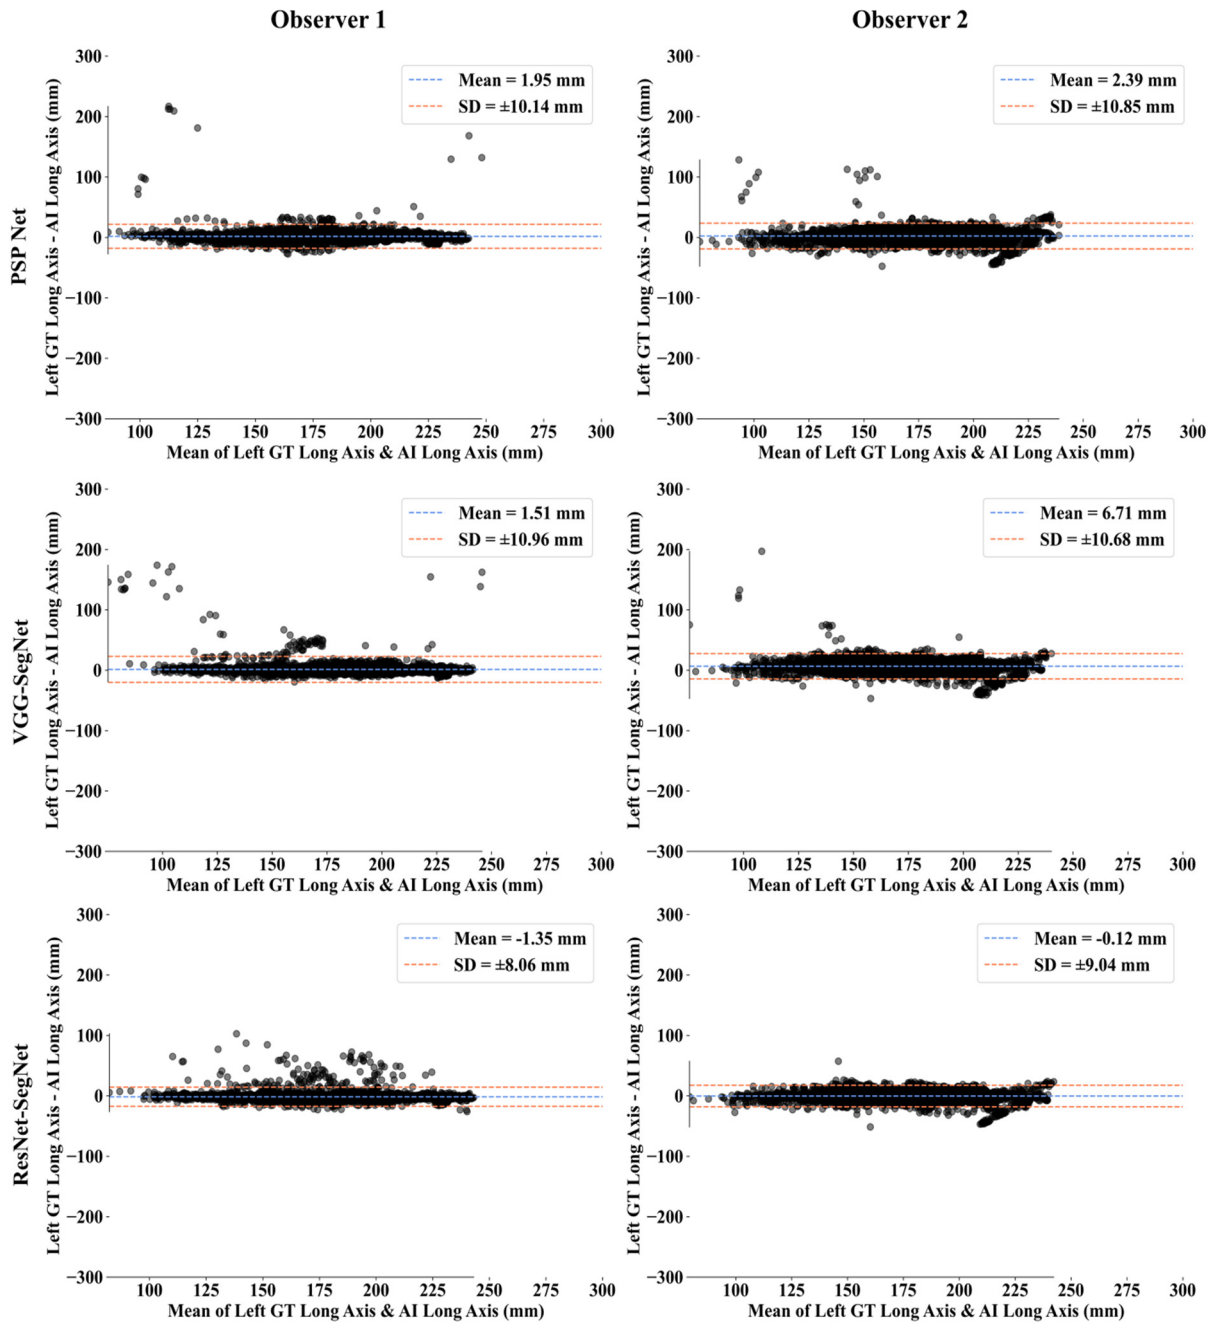 Observer 1
Observer 2
PSP Net
Left GT Long Axis - AI Long Axis (mm)
300
200
100
0
−100
−200
−300
Mean = 1.95 mm
SD = ±10.14 mm
100 125 150 175 200 225 250 275 300
Mean of Left GT Long Axis & AI Long Axis (mm)
Left GT Long Axis - AI Long Axis (mm)
300
200
100
0
−100
−200
−300
Mean = 2.39 mm
SD = ±10.85 mm
100 125 150 175 200 225 250 275 300
Mean of Left GT Long Axis & AI Long Axis (mm)
VGG-SegNet
Left GT Long Axis - AI Long Axis (mm)
300
200
100
0
−100
−200
−300
Mean = 1.51 mm
SD = ±10.96 mm
100 125 150 175 200 225 250 275 300
Mean of Left GT Long Axis & AI Long Axis (mm)
Left GT Long Axis - AI Long Axis (mm)
300
200
100
0
−100
−200
−300
Mean = 6.71 mm
SD = ±10.68 mm
100 125 150 175 200 225 250 275 300
Mean of Left GT Long Axis & AI Long Axis (mm)
ResNet-SegNet
Left GT Long Axis - AI Long Axis (mm)
300
200
100
0
−100
−200
−300
Mean = -1.35 mm
SD = ±8.06 mm
100 125 150 175 200 225 250 275 300
Mean of Left GT Long Axis & AI Long Axis (mm)
Left GT Long Axis - AI Long Axis (mm)
300
200
100
0
−100
−200
−300
Mean = -0.12 mm
SD = ±9.04 mm
100 125 150 175 200 225 250 275 300
Mean of Left GT Long Axis & AI Long Axis (mm)